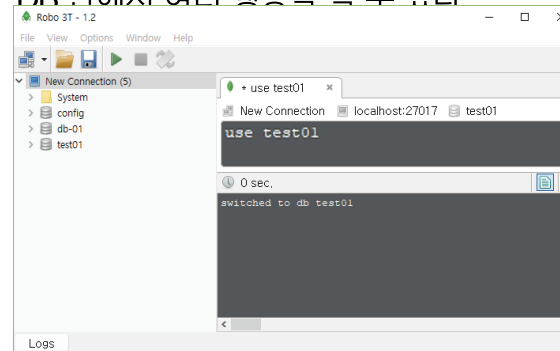 Robo 3T - 1.2
File View Options Window Help
New Connection (5)
System
config
db-01
test01
* use test01
New Connection localhost:27017 test01
use test01
0 sec.
switched to db test01
Logs